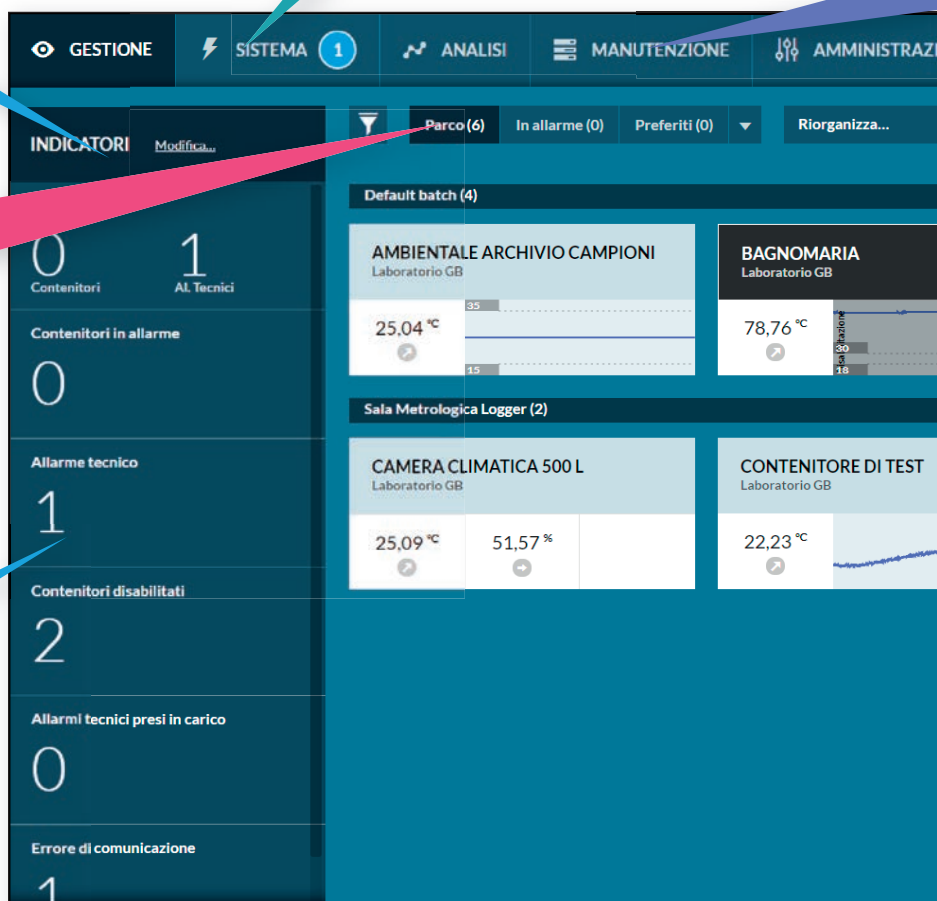 GESTIONE
SISTEMA 1
ANALISI
MANUTENZIONE
AMMINISTRAZI
INDICATORI Modifica...
Parco (6) In allarme (0) Preferiti (0) Riorganizza...
0 1
Contenitori Al. Tecnici
Contenitori in allarme
0
Allarme tecnico
1
Contenitori disabilitati
2
Allarmi tecnici presi in carico
0
Errore di comunicazione
1
Default batch (4)
AMBIENTALE ARCHIVIO CAMPIONI
Laboratorio GB
25,04 °C
35
15
BAGNOMARIA
Laboratorio GB
78,76 °C
30
18
Sala Metrologica Logger (2)
CAMERA CLIMATICA 500 L
Laboratorio GB
25,09 °C 51,57 %
CONTENITORE DI TEST
Laboratorio GB
22,23 °C